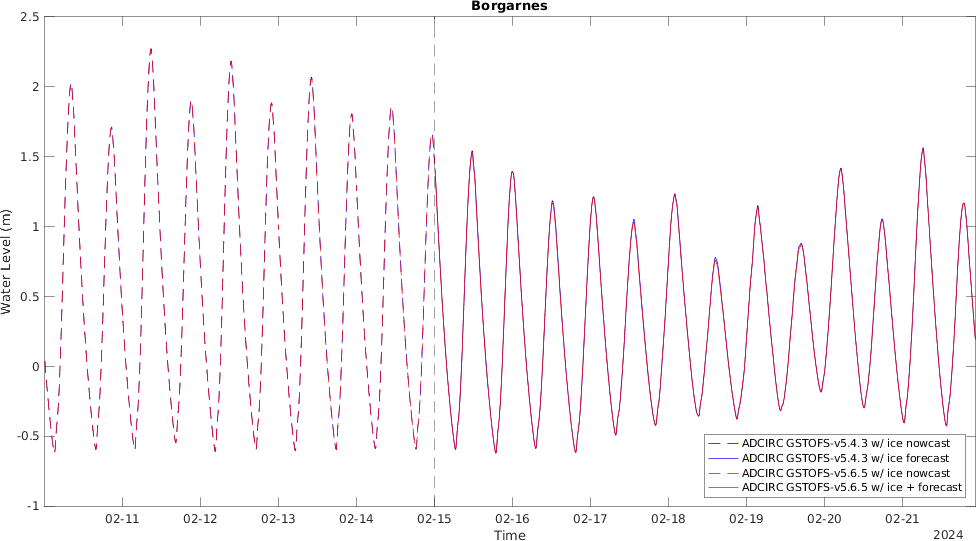 Borgarnes
2.5
2
1.5
1
0.5
0
-0.5
-1
Water Level (m)
02-11
02-12
02-13
02-14
02-15
02-16
02-17
02-18
02-19
02-20
02-21
Time
2024
ADCIRC GSTOFS-v5.4.3 w/ ice nowcast
ADCIRC GSTOFS-v5.4.3 w/ ice forecast
ADCIRC GSTOFS-v5.6.5 w/ ice nowcast
ADCIRC GSTOFS-v5.6.5 w/ ice + forecast